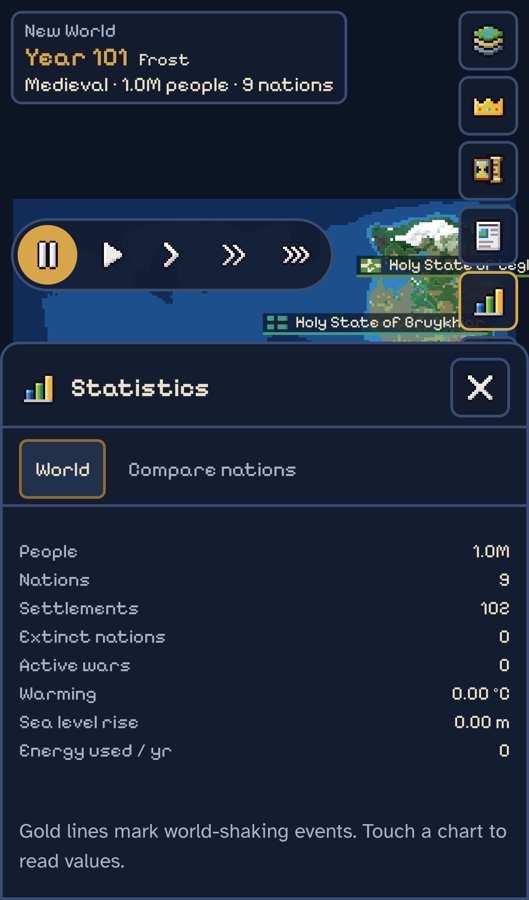 New World
Year 101 Frost
Medieval · 1.0M people · 9 nations
Holy State of
Holy State of
Statistics
World
Compare nations
People 1.0M
Nations 9
Settlements 102
Extinct nations 0
Active wars 0
Warming 0.00 °C
Sea level rise 0.00 m
Energy used / yr 0
Gold lines mark world-shaking events. Touch a chart to
read values.